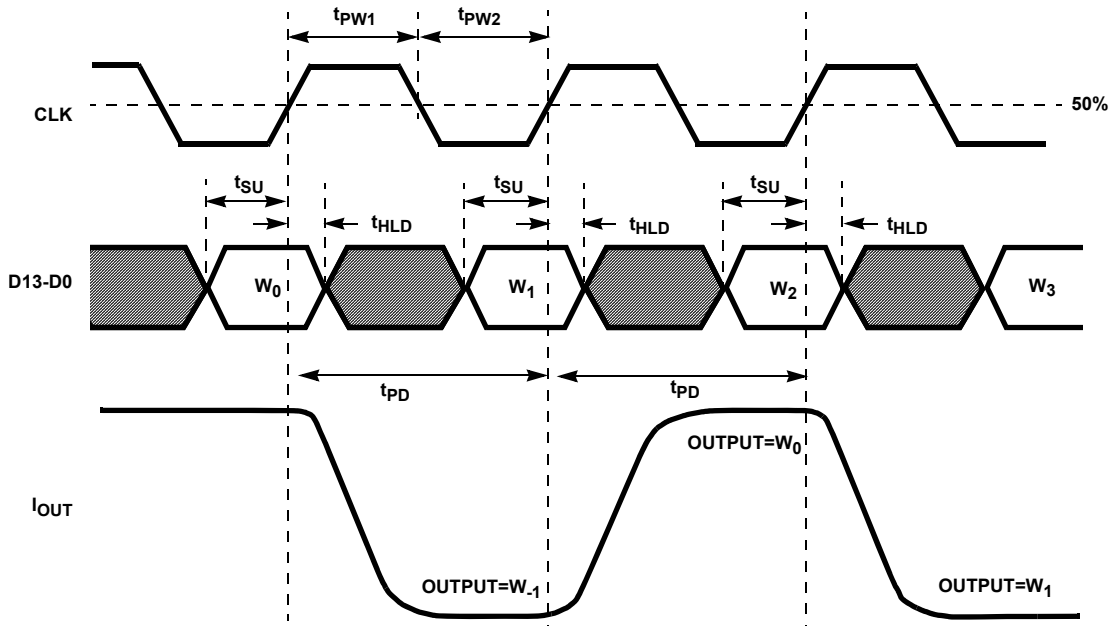 tPW1 tPW2
CLK
50%
tSU tSU tSU
tHLD tHLD tHLD
D13-D0
W0 W1 W2 W3
tPD tPD
OUTPUT=W0
IOUT
OUTPUT=W-1 OUTPUT=W1